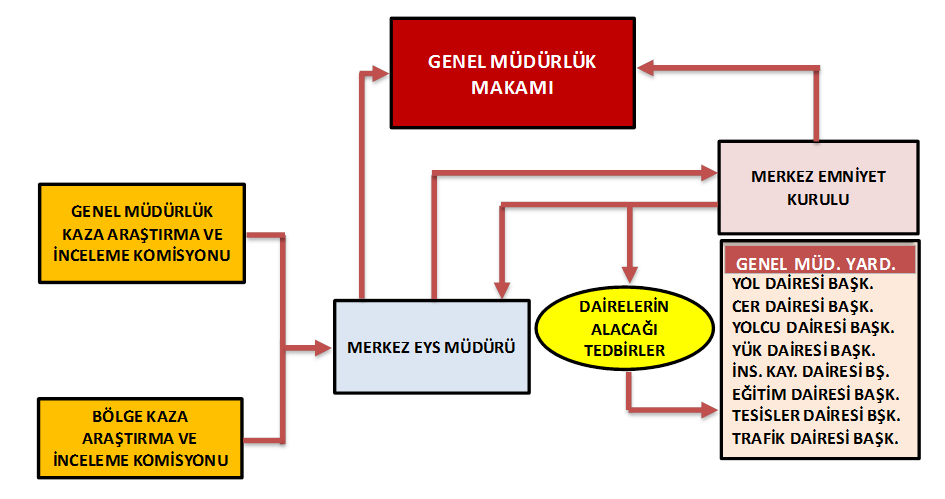 GENEL MÜDÜRLÜK
MAKAMI
MERKEZ EMNİYET
KURULU
GENEL MÜDÜRLÜK
KAZA ARAŞTIRMA VE
İNCELEME KOMİSYONU
MERKEZ EYS MÜDÜRÜ
DAİRELERİN
ALACAĞI
TEDBİRLER
GENEL MÜD. YARD.
YOL DAİRESİ BAŞK.
CER DAİRESİ BAŞK.
YOLCU DAİRESİ BAŞK.
YÜK DAİRESİ BAŞK.
İNS. KAY. DAİRESİ BŞ.
EĞİTİM DAİRESİ BAŞK.
TESİSLER DAİRESİ BŞK.
TRAFİK DAİRESİ BAŞK.
BÖLGE KAZA
ARAŞTIRMA VE
İNCELEME KOMİSYONU